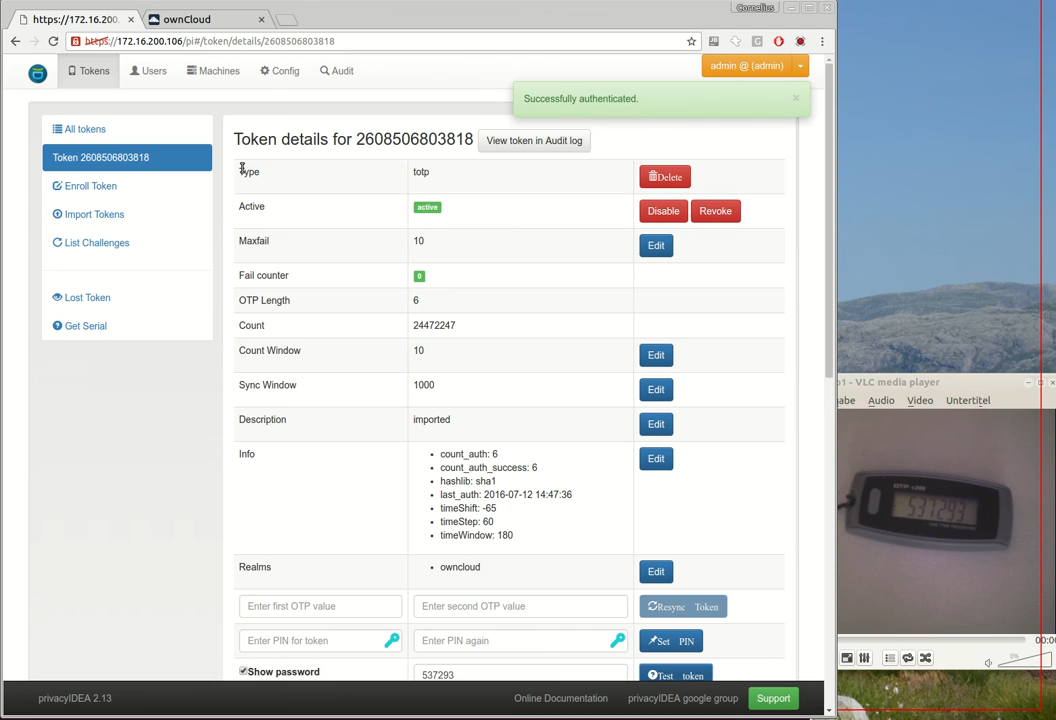 Cornelius
https://172.16.200.
ownCloud
https://172.16.200.106/pi#/token/details/2608506803818
Tokens
Users
Machines
Config
Audit
admin @ (admin)
Successfully authenticated.
All tokens
Token 2608506803818
Enroll Token
Import Tokens
List Challenges
Lost Token
Get Serial
Token details for 2608506803818
View token in Audit log
Type totp Delete
Active active Disable Revoke
Maxfail 10 Edit
Fail counter 0
OTP Length 6
Count 24472247
Count Window 10 Edit
Sync Window 1000 Edit
Description imported Edit
Info Edit
count_auth: 6
count_auth_success: 6
hashlib: sha1
last_auth: 2016-07-12 14:47:36
timeShift: -65
timeStep: 60
timeWindow: 180
Realms owncloud Edit
Enter first OTP value Enter second OTP value Resync Token
Enter PIN for token Enter PIN again Set PIN
Show password 537293 Test token
privacyIDEA 2.13
Online Documentation
privacyIDEA google group
Support
1 - VLC media player
abe Audio Video Untertitel
OTP c200
537293
00:0
0%